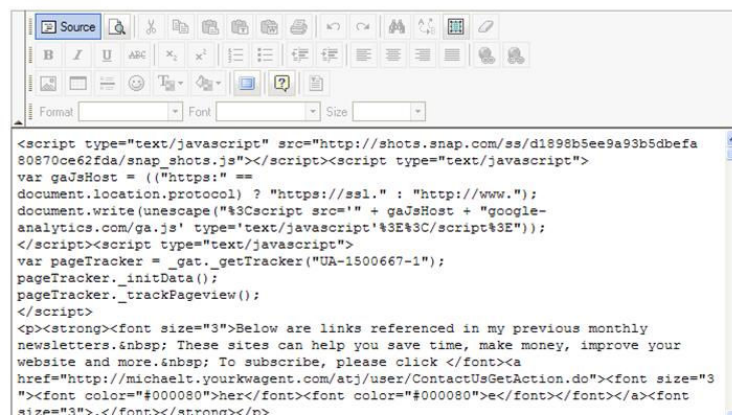 Source
B I U ABC x₂ x²
Format Font Size
<script type="text/javascript" src="http://shots.snap.com/ss/d1898b5ee9a93b5dbefa
80870ce62fda/snap_shots.js"></script><script type="text/javascript">
var gaJsHost = (("https:" ==
document.location.protocol) ? "https://ssl." : "http://www.");
document.write(unescape("%3Cscript src='" + gaJsHost + "google-
analytics.com/ga.js' type='text/javascript'%3E%3C/script%3E"));
</script><script type="text/javascript">
var pageTracker = _gat._getTracker("UA-1500667-1");
pageTracker._initData();
pageTracker._trackPageview();
</script>
<p><strong><font size="3">Below are links referenced in my previous monthly
newsletters.&nbsp; These sites can help you save time, make money, improve your
website and more.&nbsp; To subscribe, please click </font><a
href="http://michaelt.yourkwagent.com/atj/user/ContactUsGetAction.do"><font size="3
"><font color="#000080">her</font><font color="#000080">e</font></font></a><font
size="3">.</font></strong></p>